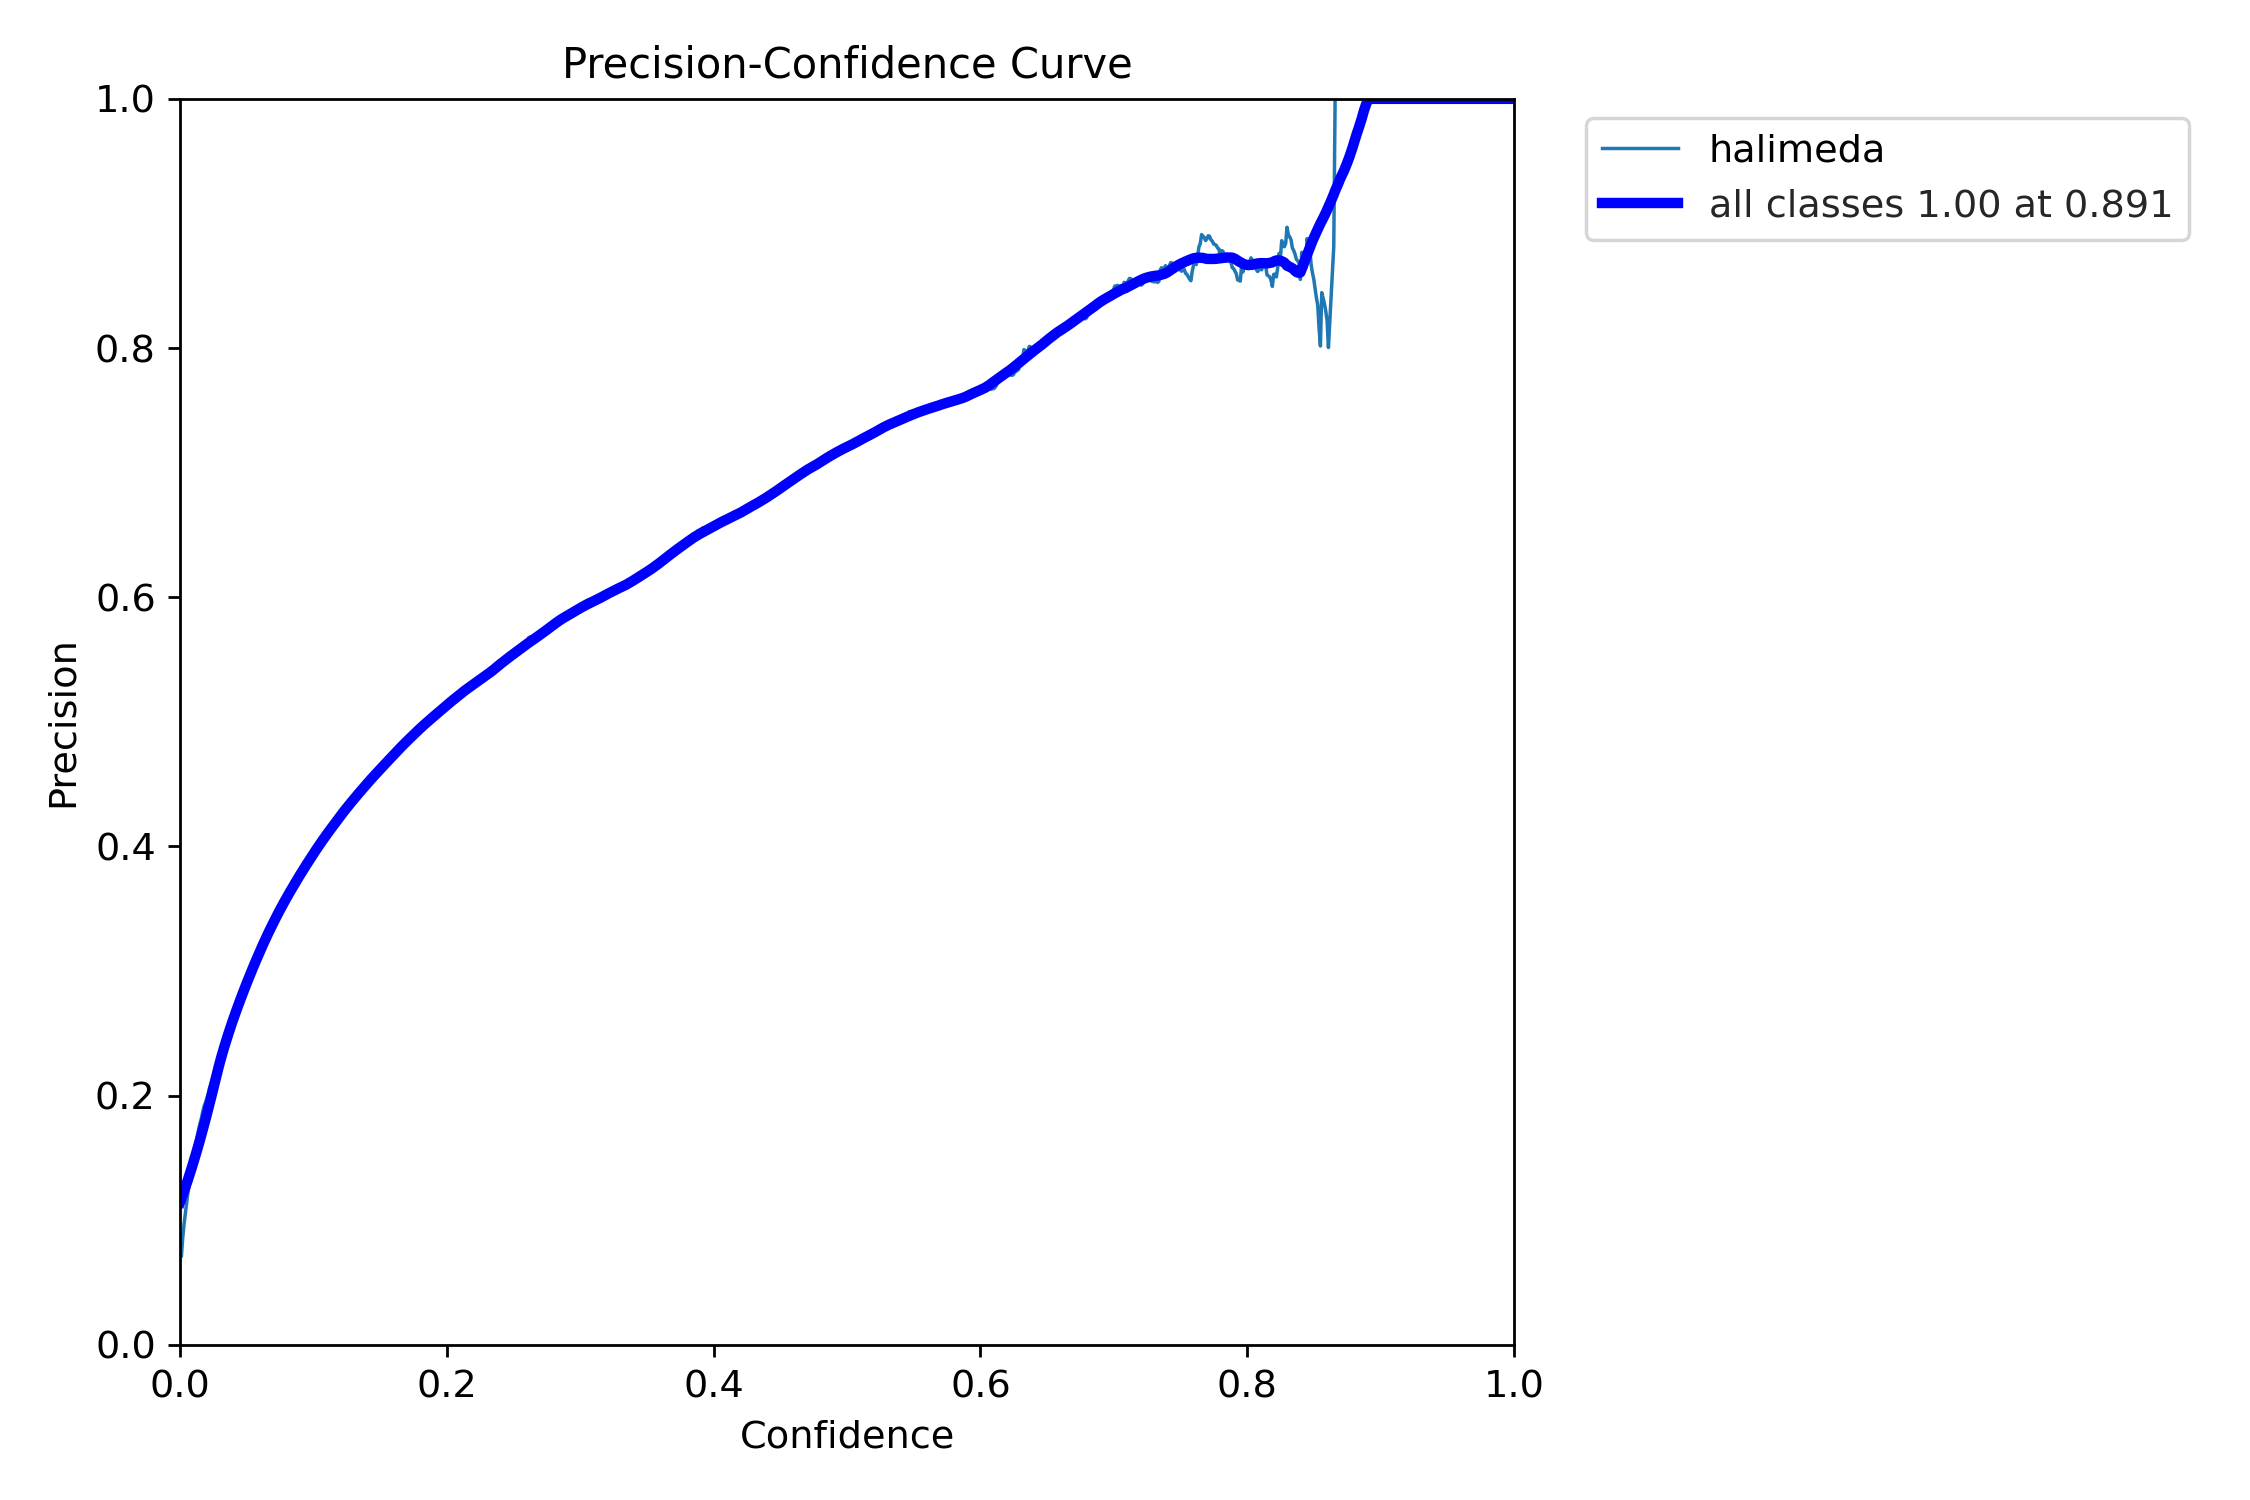 Precision-Confidence Curve
1.0
0.8
0.6
0.4
0.2
0.0
Precision
0.0 0.2 0.4 0.6 0.8 1.0
Confidence
halimeda
all classes 1.00 at 0.891